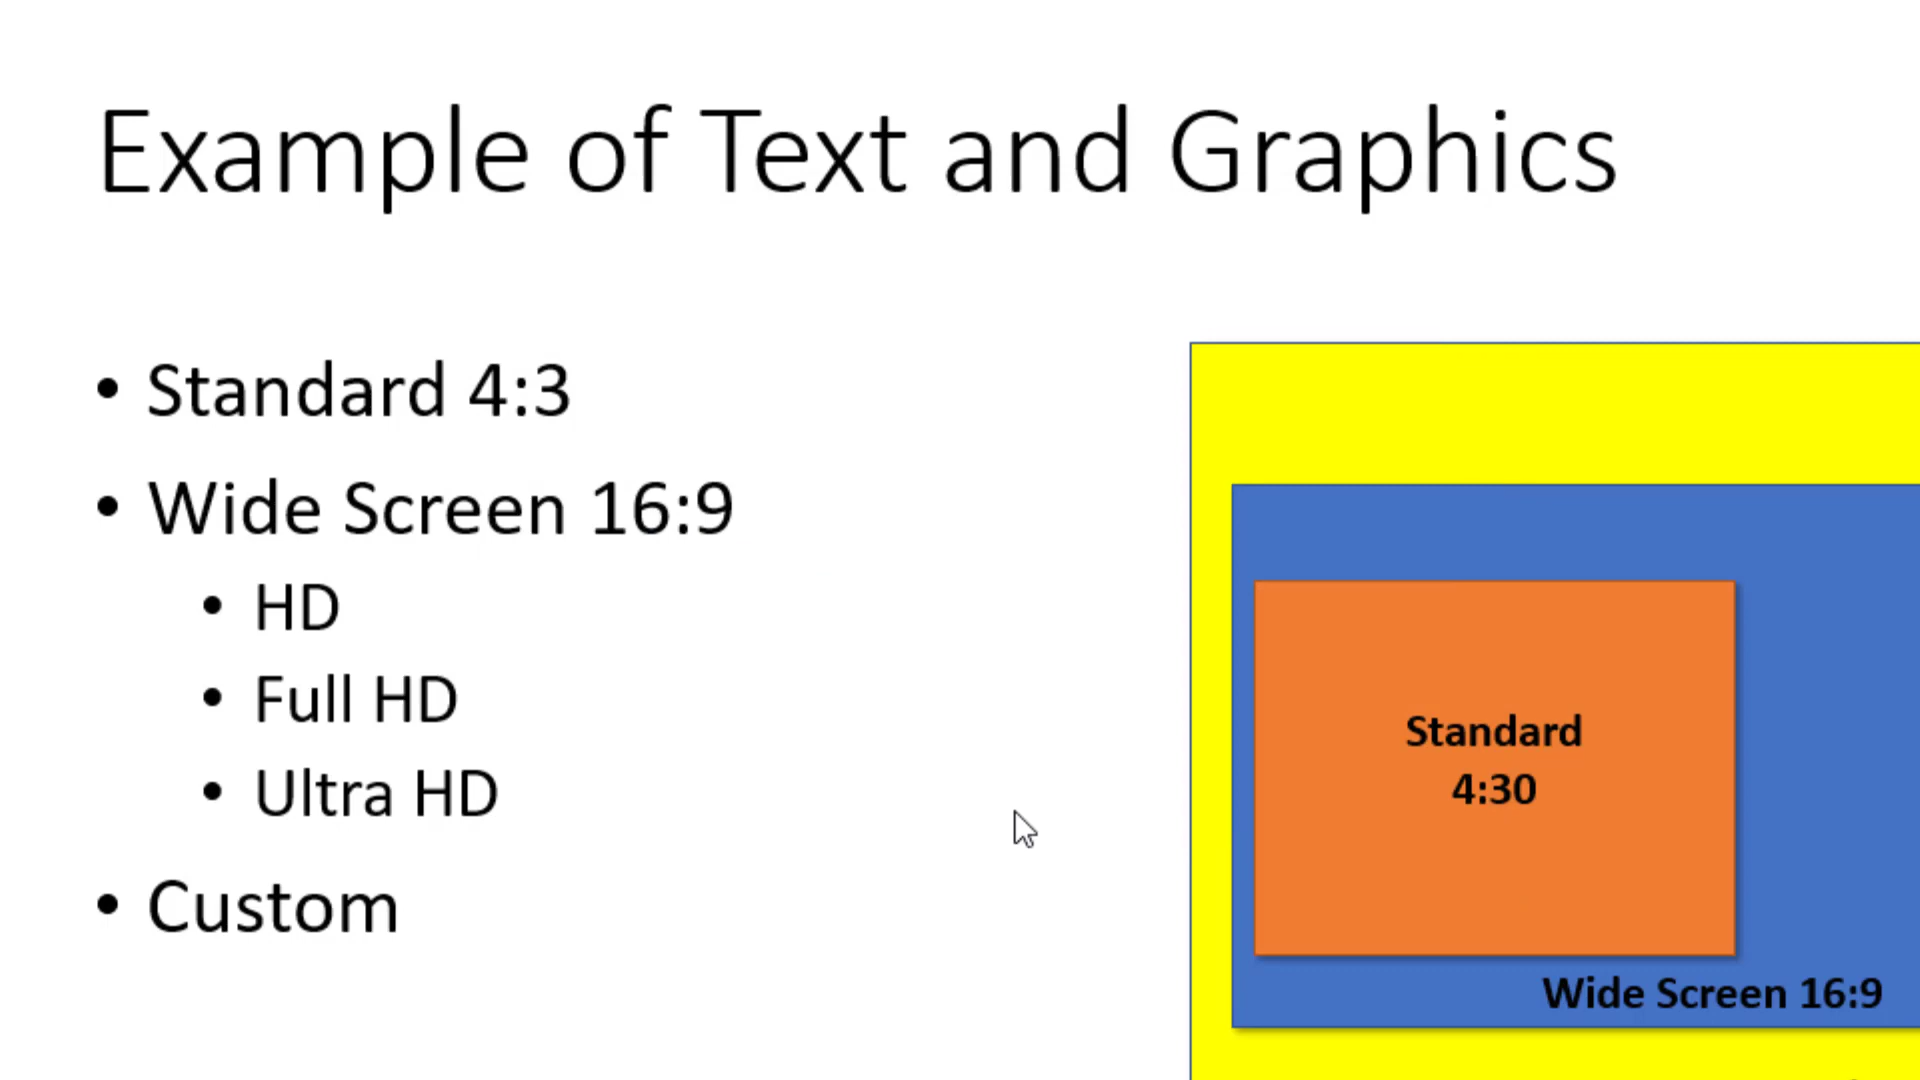 Example of Text and Graphics
• Standard 4:3
• Wide Screen 16:9
• HD
• Full HD
• Ultra HD
• Custom
Standard
4:30
Wide Screen 16:9